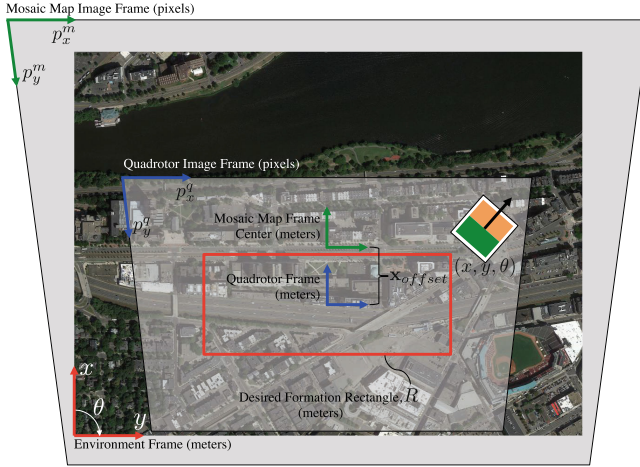 Mosaic Map Image Frame (pixels)
p_x^m
p_y^m
Quadrotor Image Frame (pixels)
p_x^q
p_y^q
Mosaic Map Frame
Center (meters)
(x, y, θ)
x_offset
Quadrotor Frame
(meters)
x
θ
y
Desired Formation Rectangle, R
(meters)
Environment Frame (meters)